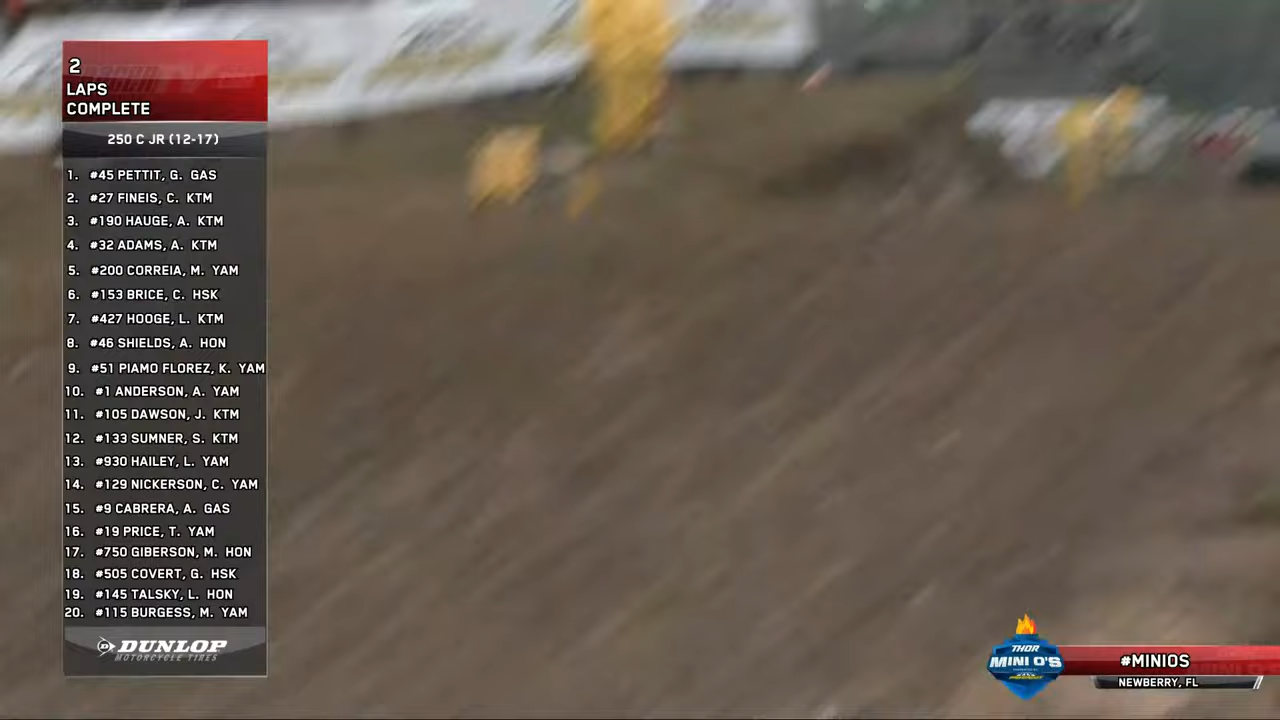 2
LAPS
COMPLETE
250 C JR (12-17)
1. #45 PETTIT, G. GAS
2. #27 FINEIS, C. KTM
3. #190 HAUGE, A. KTM
4. #32 ADAMS, A. KTM
5. #200 CORREIA, M. YAM
6. #153 BRICE, C. HSK
7. #427 HOOGE, L. KTM
8. #46 SHIELDS, A. HON
9. #51 PIAMO FLOREZ, K. YAM
10. #1 ANDERSON, A. YAM
11. #105 DAWSON, J. KTM
12. #133 SUMNER, S. KTM
13. #930 HAILEY, L. YAM
14. #129 NICKERSON, C. YAM
15. #9 CABRERA, A. GAS
16. #19 PRICE, T. YAM
17. #750 GIBERSON, M. HON
18. #505 COVERT, G. HSK
19. #145 TALSKY, L. HON
20. #115 BURGESS, M. YAM
DUNLOP
MOTORCYCLE TIRES
THOR
MINI O'S
#MINIOS
NEWBERRY, FL